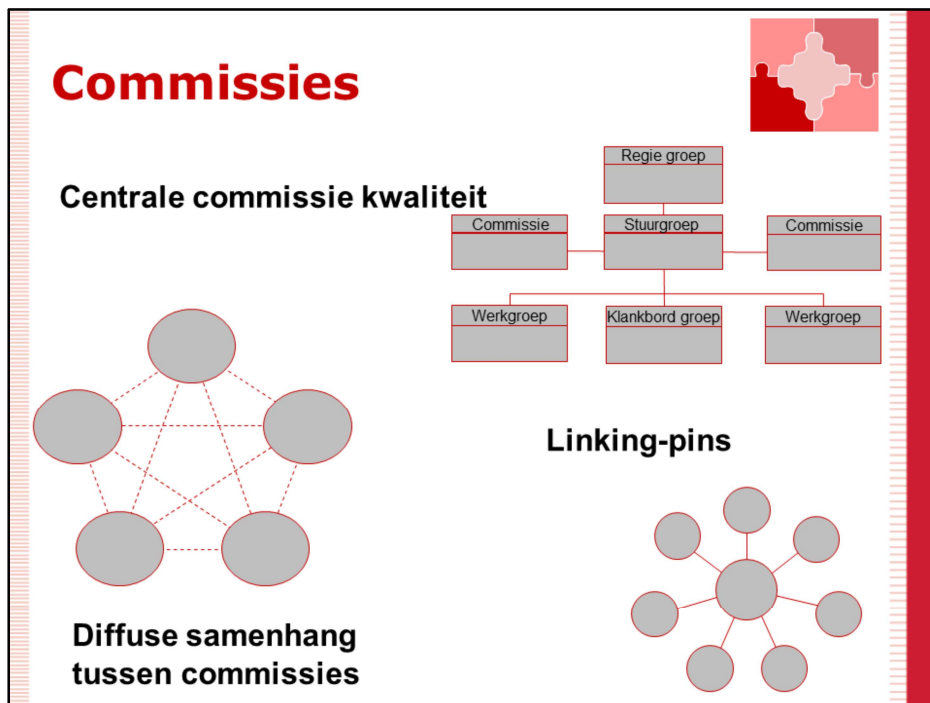 Commissies
Centrale commissie kwaliteit
Regie groep
Commissie
Stuurgroep
Commissie
Werkgroep
Klankbord groep
Werkgroep
Linking-pins
Diffuse samenhang
tussen commissies